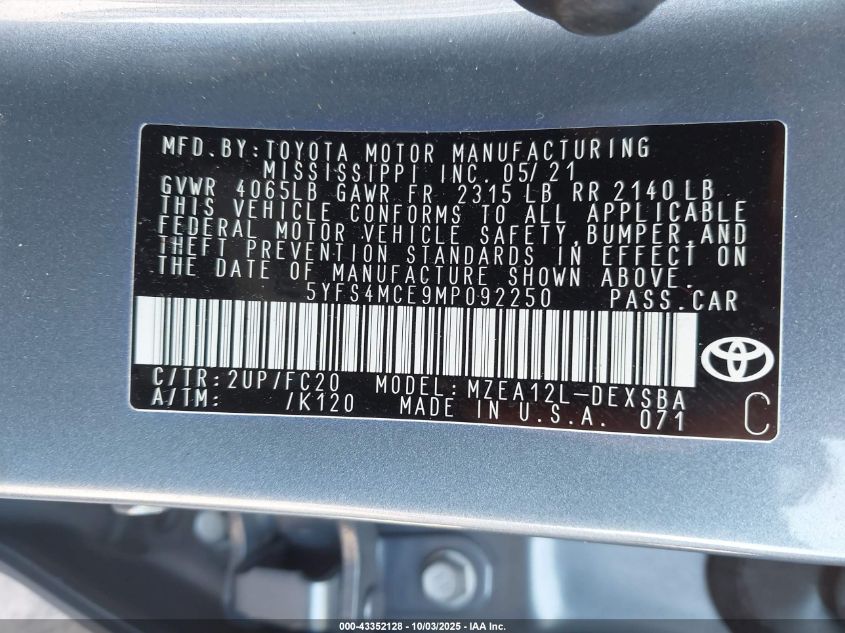 MFD. BY: TOYOTA MOTOR MANUFACTURING
MISSISSIPPI INC. 05/21
GVWR 4065LB GAWR FR 2315 LB RR 2140 LB
THIS VEHICLE CONFORMS TO ALL APPLICABLE
FEDERAL MOTOR VEHICLE SAFETY, BUMPER, AND
THEFT PREVENTION STANDARDS IN EFFECT ON
THE DATE OF MANUFACTURE SHOWN ABOVE.
5YFS4MCE9MP092250 PASS. CAR
C/TR: 2UP/FC20 MODEL: MZEA12L-DEXSBA
A/TM: /K120 MADE IN U.S.A. 071 C
000-43352128 - 10/03/2025 - IAA Inc.